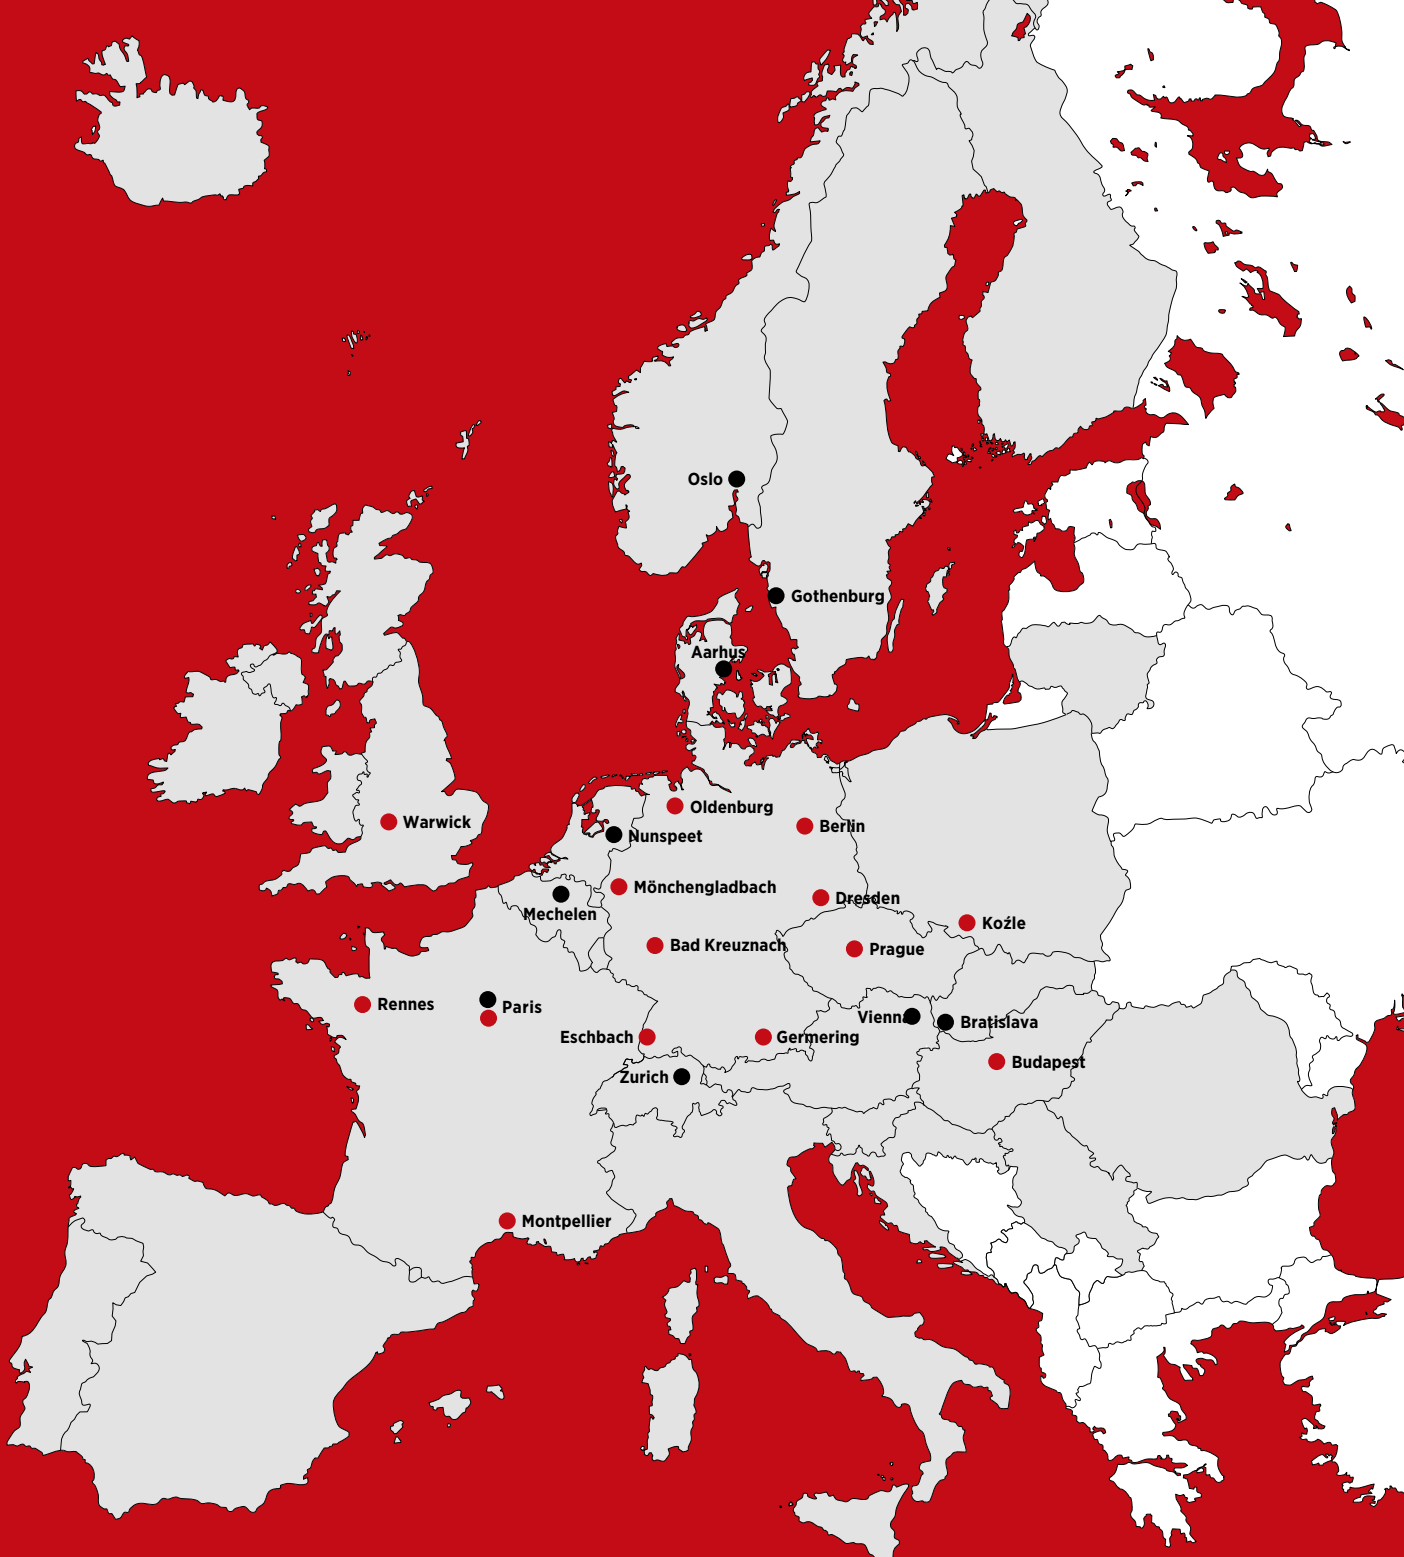 Oslo
Gothenburg
Aarhus
Oldenburg
Warwick
Berlin
Nunspeet
Mönchengladbach
Dresden
Mechelen
Koźle
Bad Kreuznach
Prague
Rennes
Paris
Vienna
Bratislava
Eschbach
Germering
Budapest
Zurich
Montpellier